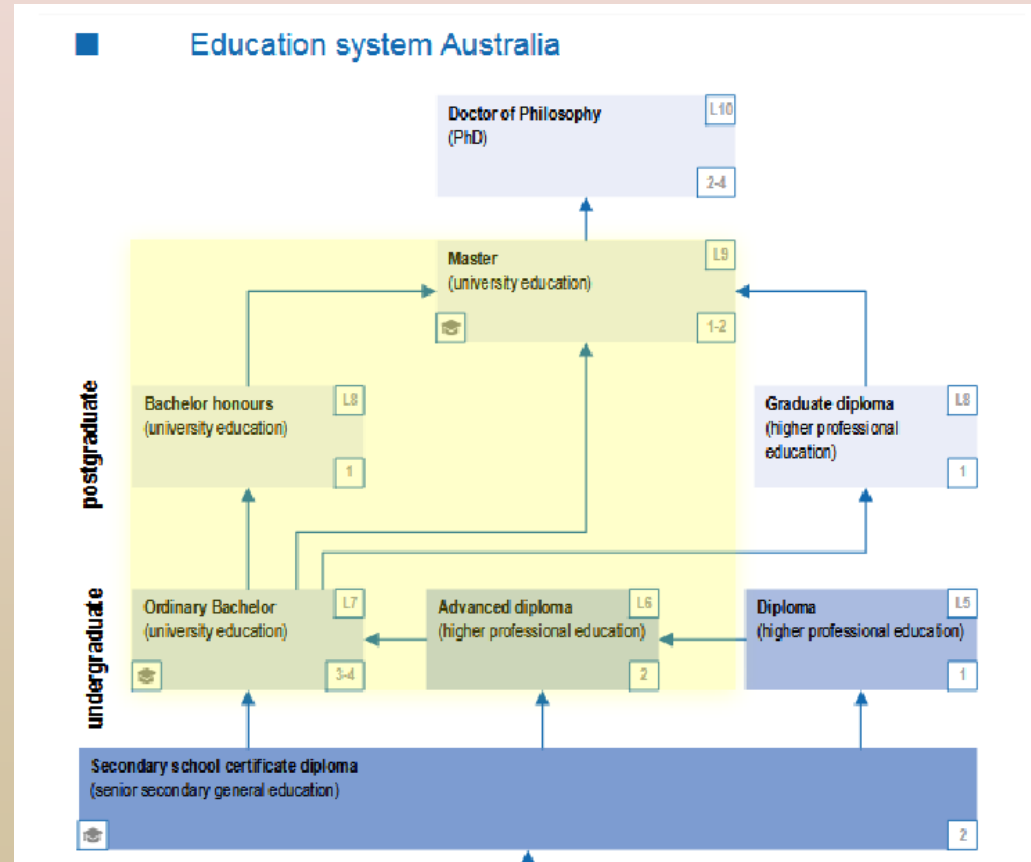 Education system Australia
Doctor of Philosophy
(PhD)
L10
2-4
Master
(university education)
L9
1-2
postgraduate
Bachelor honours
(university education)
L8
1
Graduate diploma
(higher professional
education)
L8
1
undergraduate
Ordinary Bachelor
(university education)
L7
3-4
Advanced diploma
(higher professional education)
L6
2
Diploma
(higher professional education)
L5
1
Secondary school certificate diploma
(senior secondary general education)
2